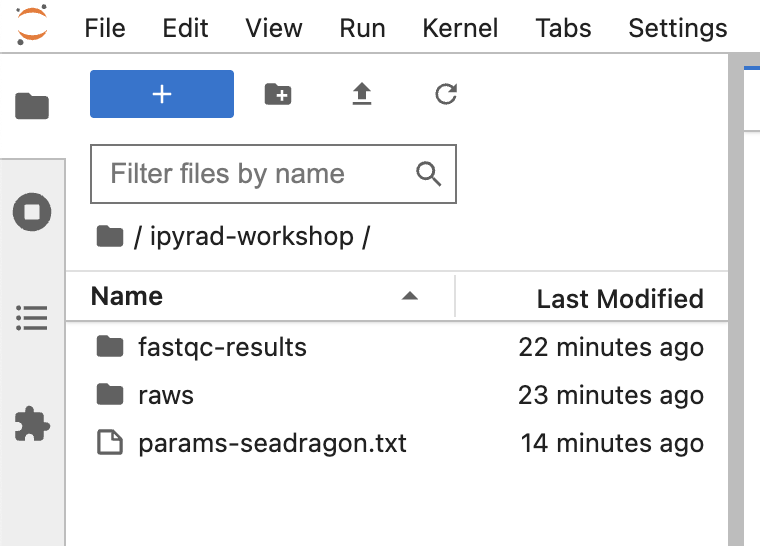 File Edit View Run Kernel Tabs Settings
Filter files by name
/ ipyrad-workshop /
Name Last Modified
fastqc-results 22 minutes ago
raws 23 minutes ago
params-seadragon.txt 14 minutes ago